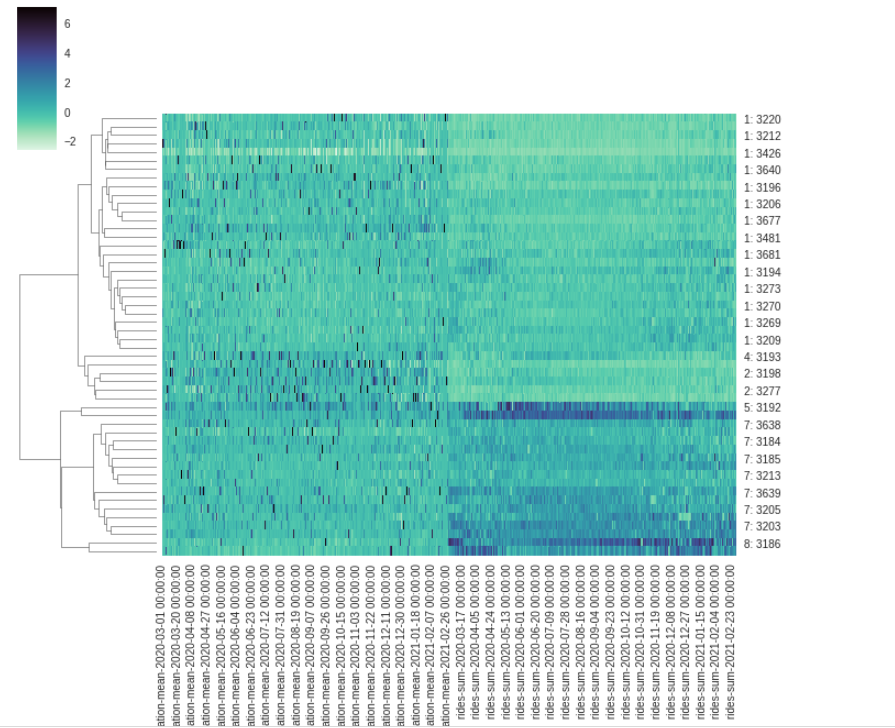 6
4
2
0
−2
1: 3220
1: 3212
1: 3426
1: 3640
1: 3196
1: 3206
1: 3677
1: 3481
1: 3681
1: 3194
1: 3273
1: 3270
1: 3269
1: 3209
4: 3193
2: 3198
2: 3277
5: 3192
7: 3638
7: 3184
7: 3185
7: 3213
7: 3639
7: 3205
7: 3203
8: 3186
ation-mean-2020-03-01 00:00:00
ation-mean-2020-03-20 00:00:00
ation-mean-2020-04-08 00:00:00
ation-mean-2020-04-27 00:00:00
ation-mean-2020-05-16 00:00:00
ation-mean-2020-06-04 00:00:00
ation-mean-2020-06-23 00:00:00
ation-mean-2020-07-12 00:00:00
ation-mean-2020-07-31 00:00:00
ation-mean-2020-08-19 00:00:00
ation-mean-2020-09-07 00:00:00
ation-mean-2020-09-26 00:00:00
ation-mean-2020-10-15 00:00:00
ation-mean-2020-11-03 00:00:00
ation-mean-2020-11-22 00:00:00
ation-mean-2020-12-11 00:00:00
ation-mean-2020-12-30 00:00:00
ation-mean-2021-01-18 00:00:00
ation-mean-2021-02-07 00:00:00
ation-mean-2021-02-26 00:00:00
rides-sum-2020-03-17 00:00:00
rides-sum-2020-04-05 00:00:00
rides-sum-2020-04-24 00:00:00
rides-sum-2020-05-13 00:00:00
rides-sum-2020-06-01 00:00:00
rides-sum-2020-06-20 00:00:00
rides-sum-2020-07-09 00:00:00
rides-sum-2020-07-28 00:00:00
rides-sum-2020-08-16 00:00:00
rides-sum-2020-09-04 00:00:00
rides-sum-2020-09-23 00:00:00
rides-sum-2020-10-12 00:00:00
rides-sum-2020-10-31 00:00:00
rides-sum-2020-11-19 00:00:00
rides-sum-2020-12-08 00:00:00
rides-sum-2020-12-27 00:00:00
rides-sum-2021-01-15 00:00:00
rides-sum-2021-02-04 00:00:00
rides-sum-2021-02-23 00:00:00